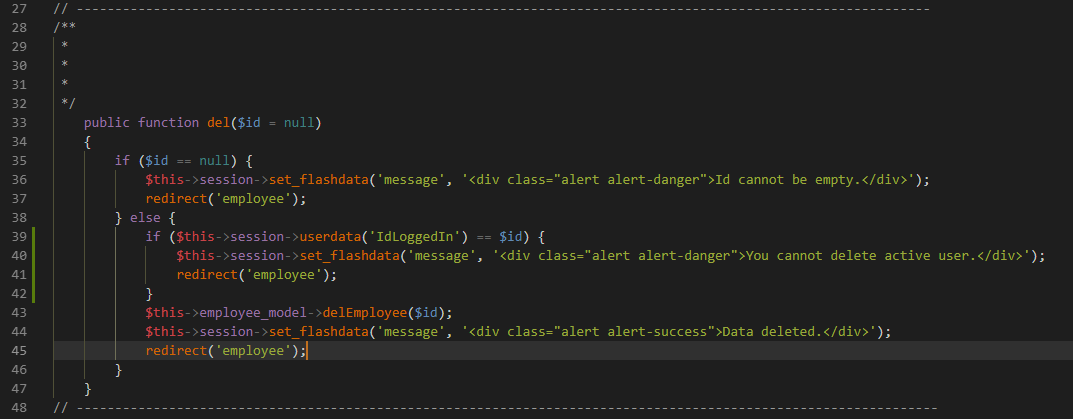 27 // ---------------------------------------------------------------------------------------------------------------
28 /**
29  *
30  *
31  *
32  */
33     public function del($id = null)
34     {
35         if ($id == null) {
36             $this->session->set_flashdata('message', '<div class="alert alert-danger">Id cannot be empty.</div>');
37             redirect('employee');
38         } else {
39             if ($this->session->userdata('IdLoggedIn') == $id) {
40                 $this->session->set_flashdata('message', '<div class="alert alert-danger">You cannot delete active user.</div>');
41                 redirect('employee');
42             }
43             $this->employee_model->delEmployee($id);
44             $this->session->set_flashdata('message', '<div class="alert alert-success">Data deleted.</div>');
45             redirect('employee');
46         }
47     }
48 // ---------------------------------------------------------------------------------------------------------------